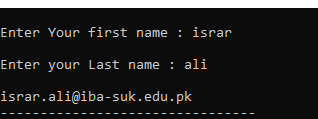 Enter Your first name : israr
Enter your Last name : ali
israr.ali@iba-suk.edu.pk
--------------------------------